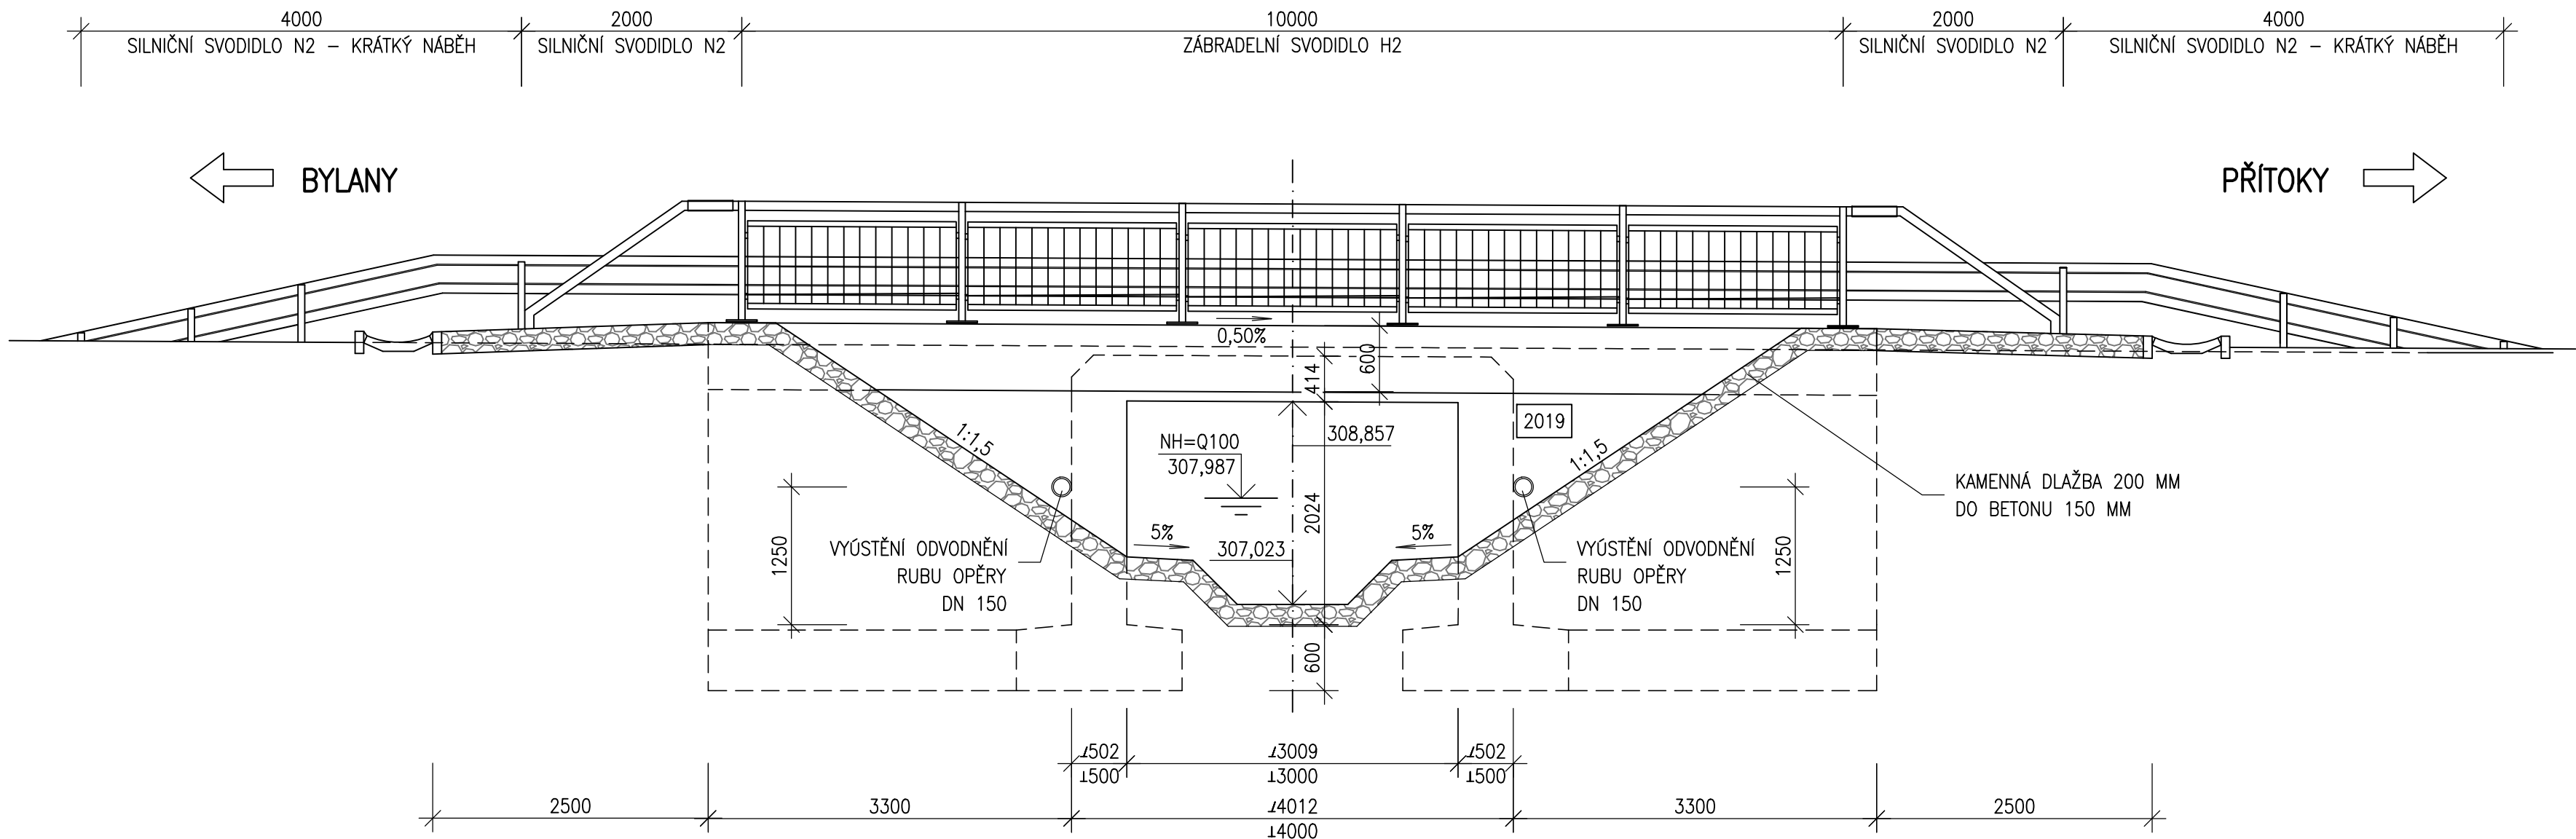 4000
2000
10000
2000
4000
SILNIČNÍ SVODIDLO N2 – KRÁTKÝ NÁBĚH
SILNIČNÍ SVODIDLO N2
ZÁBRADELNÍ SVODIDLO H2
SILNIČNÍ SVODIDLO N2
SILNIČNÍ SVODIDLO N2 – KRÁTKÝ NÁBĚH
BYLANY
PŘÍTOKY
0,50%
600
414
2019
1:1,5
1:1,5
NH=Q100
307,987
308,857
2024
307,023
5%
5%
KAMENNÁ DLAŽBA 200 MM
DO BETONU 150 MM
1250
VYÚSTĚNÍ ODVODNĚNÍ
RUBU OPĚRY
DN 150
VYÚSTĚNÍ ODVODNĚNÍ
RUBU OPĚRY
DN 150
1250
600
502
3009
502
500
3000
500
2500
3300
4012
4000
3300
2500